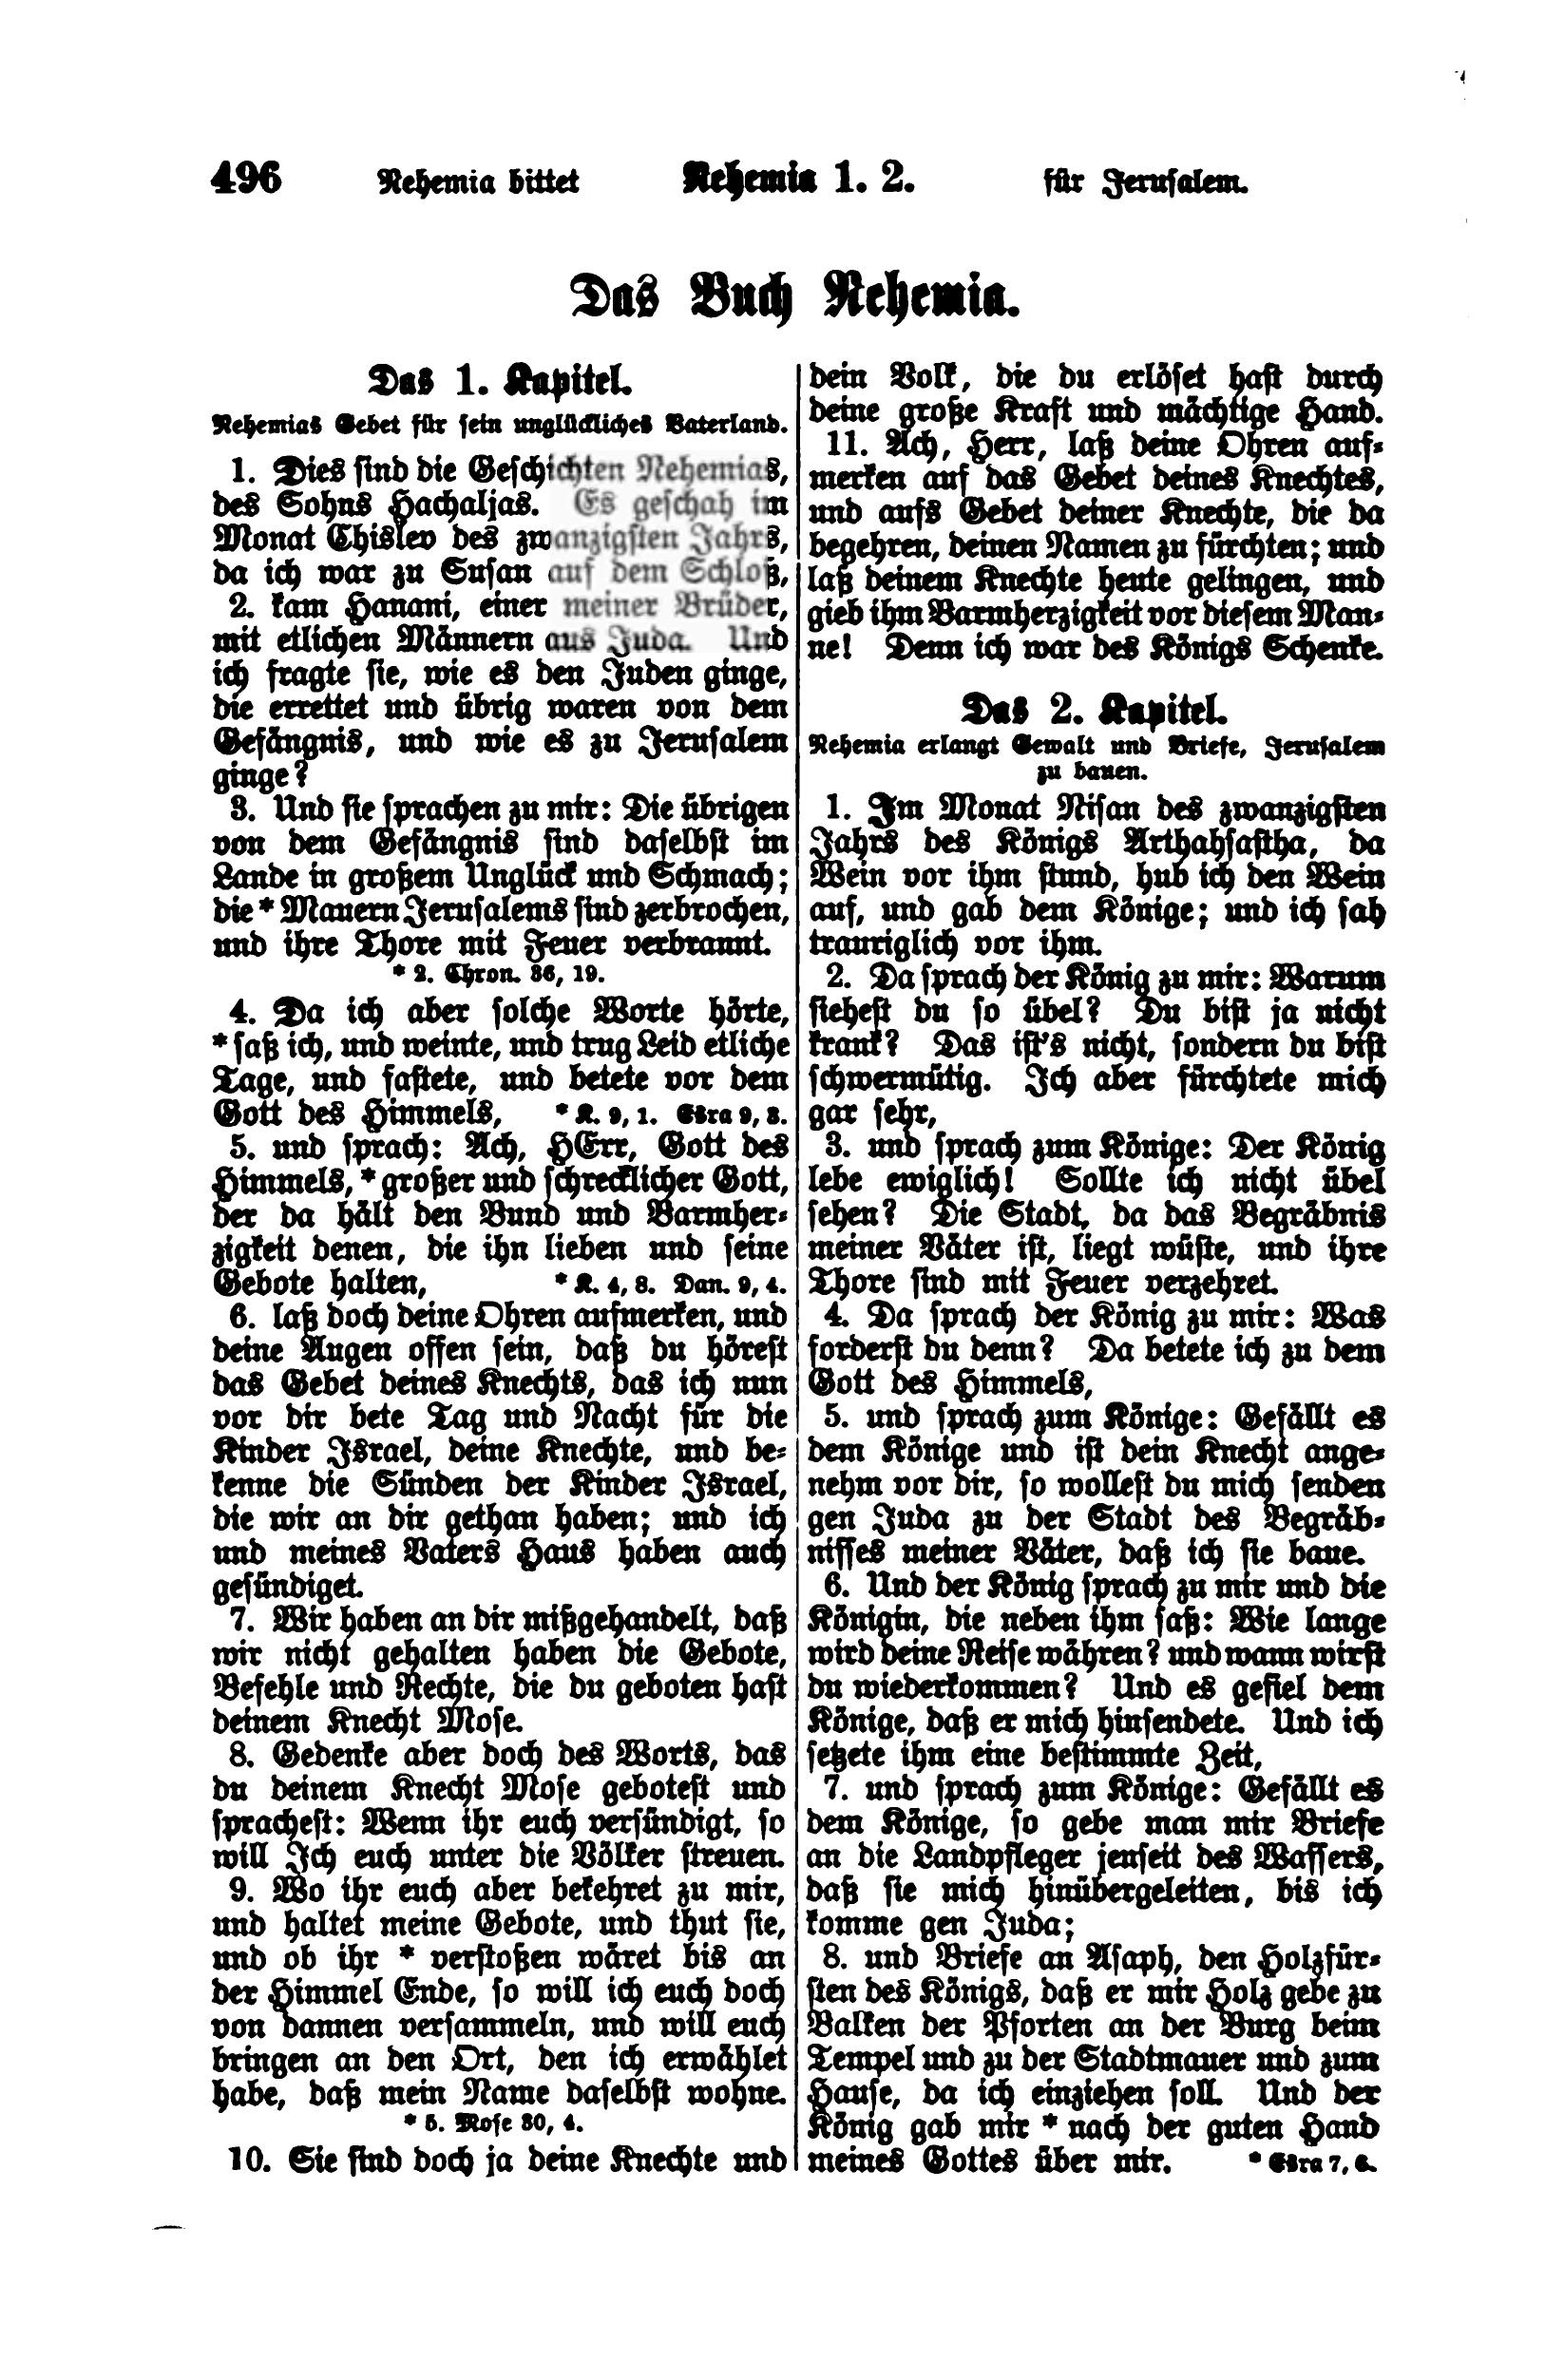 496 Nehemia bittet Nehemia 1. 2. für Jerusalem.
Das Buch Nehemia.
Das 1. Kapitel.
Nehemias Gebet für sein unglückliches Vaterland.
1. Dies sind die Geschichten Nehemias,
des Sohns Hachaljas. Es geschah im
Monat Chislev des zwanzigsten Jahrs,
da ich war zu Susan auf dem Schloß,
2. kam Hanani, einer meiner Brüder,
mit etlichen Männern aus Juda. Und
ich fragte sie, wie es den Juden ginge,
die errettet und übrig waren von dem
Gefängnis, und wie es zu Jerusalem
ginge?
3. Und sie sprachen zu mir: Die übrigen
von dem Gefängnis sind daselbst im
Lande in großem Unglück und Schmach;
die * Mauern Jerusalems sind zerbrochen,
und ihre Thore mit Feuer verbrannt.
* 2. Chron. 36, 19.
4. Da ich aber solche Worte hörte,
* saß ich, und weinte, und trug Leid etliche
Tage, und fastete, und betete vor dem
Gott des Himmels, * K. 9, 1. Esra 9, 3.
5. und sprach: Ach, HErr, Gott des
Himmels, * großer und schrecklicher Gott,
der da hält den Bund und Barmher-
zigkeit denen, die ihn lieben und seine
Gebote halten, * K. 4, 8. Dan. 9, 4.
6. laß doch deine Ohren aufmerken, und
deine Augen offen sein, daß du hörest
das Gebet deines Knechts, das ich nun
vor dir bete Tag und Nacht für die
Kinder Israel, deine Knechte, und be-
kenne die Sünden der Kinder Israel,
die wir an dir gethan haben; und ich
und meines Vaters Haus haben auch
gesündiget.
7. Wir haben an dir mißgehandelt, daß
wir nicht gehalten haben die Gebote,
Befehle und Rechte, die du geboten hast
deinem Knecht Mose.
8. Gedenke aber doch des Worts, das
du deinem Knecht Mose gebotest und
sprachest: Wenn ihr euch versündigt, so
will Ich euch unter die Völker streuen.
9. Wo ihr euch aber bekehret zu mir,
und haltet meine Gebote, und thut sie,
und ob ihr * verstoßen wäret bis an
der Himmel Ende, so will ich euch doch
von dannen versammeln, und will euch
bringen an den Ort, den ich erwählet
habe, daß mein Name daselbst wohne.
* 5. Mose 30, 4.
10. Sie sind doch ja deine Knechte und
dein Volk, die du erlöset hast durch
deine große Kraft und mächtige Hand.
11. Ach, Herr, laß deine Ohren auf-
merken auf das Gebet deines Knechtes,
und aufs Gebet deiner Knechte, die da
begehren, deinen Namen zu fürchten; und
laß deinem Knechte heute gelingen, und
gieb ihm Barmherzigkeit vor diesem Man-
ne! Denn ich war des Königs Schenke.
Das 2. Kapitel.
Nehemia erlangt Gewalt und Briefe, Jerusalem
zu bauen.
1. Im Monat Nisan des zwanzigsten
Jahrs des Königs Arthahsastha, da
Wein vor ihm stund, hub ich den Wein
auf, und gab dem Könige; und ich sah
trauriglich vor ihm.
2. Da sprach der König zu mir: Warum
siehest du so übel? Du bist ja nicht
krank? Das ist's nicht, sondern du bist
schwermütig. Ich aber fürchtete mich
gar sehr,
3. und sprach zum Könige: Der König
lebe ewiglich! Sollte ich nicht übel
sehen? Die Stadt, da das Begräbnis
meiner Väter ist, liegt wüste, und ihre
Thore sind mit Feuer verzehret.
4. Da sprach der König zu mir: Was
forderst du denn? Da betete ich zu dem
Gott des Himmels,
5. und sprach zum Könige: Gefällt es
dem Könige und ist dein Knecht ange-
nehm vor dir, so wollest du mich senden
gen Juda zu der Stadt des Begräb-
nisses meiner Väter, daß ich sie baue.
6. Und der König sprach zu mir und die
Königin, die neben ihm saß: Wie lange
wird deine Reise währen? und wann wirst
du wiederkommen? Und es gefiel dem
Könige, daß er mich hinsendete. Und ich
setzete ihm eine bestimmte Zeit,
7. und sprach zum Könige: Gefällt es
dem Könige, so gebe man mir Briefe
an die Landpfleger jenseit des Wassers,
daß sie mich hinübergeleiten, bis ich
komme gen Juda;
8. und Briefe an Asaph, den Holzfür-
sten des Königs, daß er mir Holz gebe zu
Balken der Pforten an der Burg beim
Tempel und zu der Stadtmauer und zum
Hause, da ich einziehen soll. Und der
König gab mir * nach der guten Hand
meines Gottes über mir. * Esra 7, 6.